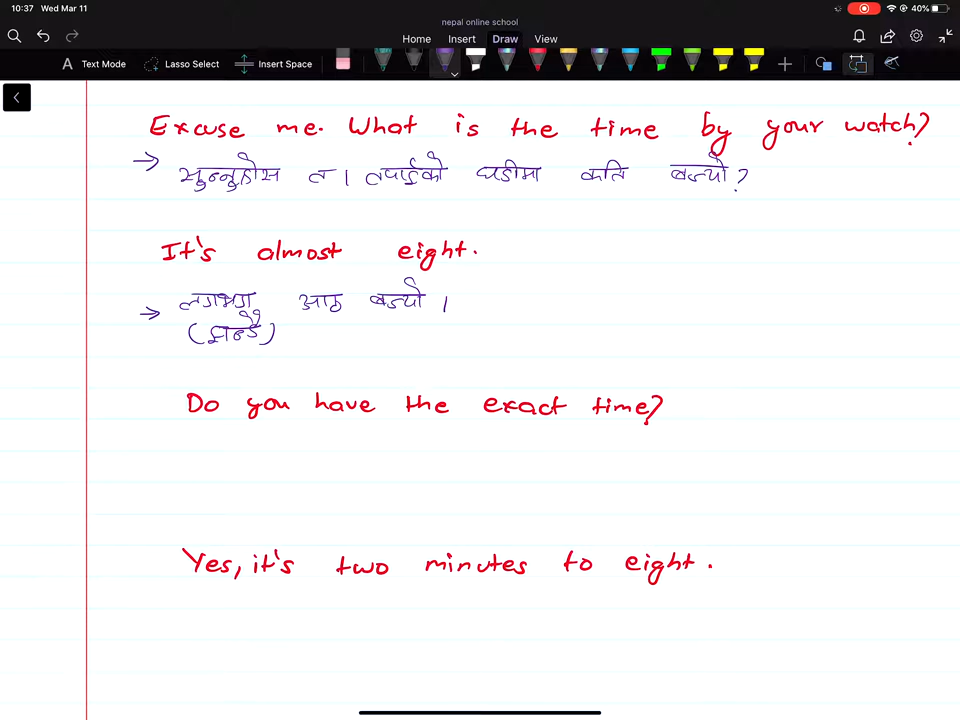 10:37 Wed Mar 11
40%
nepal online school
Home Insert Draw View
Text Mode Lasso Select Insert Space
Excuse me. What is the time by your watch?
→ सुन्नुहोस त । तपाईको घडीमा कति बज्यो ?
It's almost eight.
→ लगभग आठ बज्यो ।
(झन्डै)
Do you have the exact time?
Yes, it's two minutes to eight.